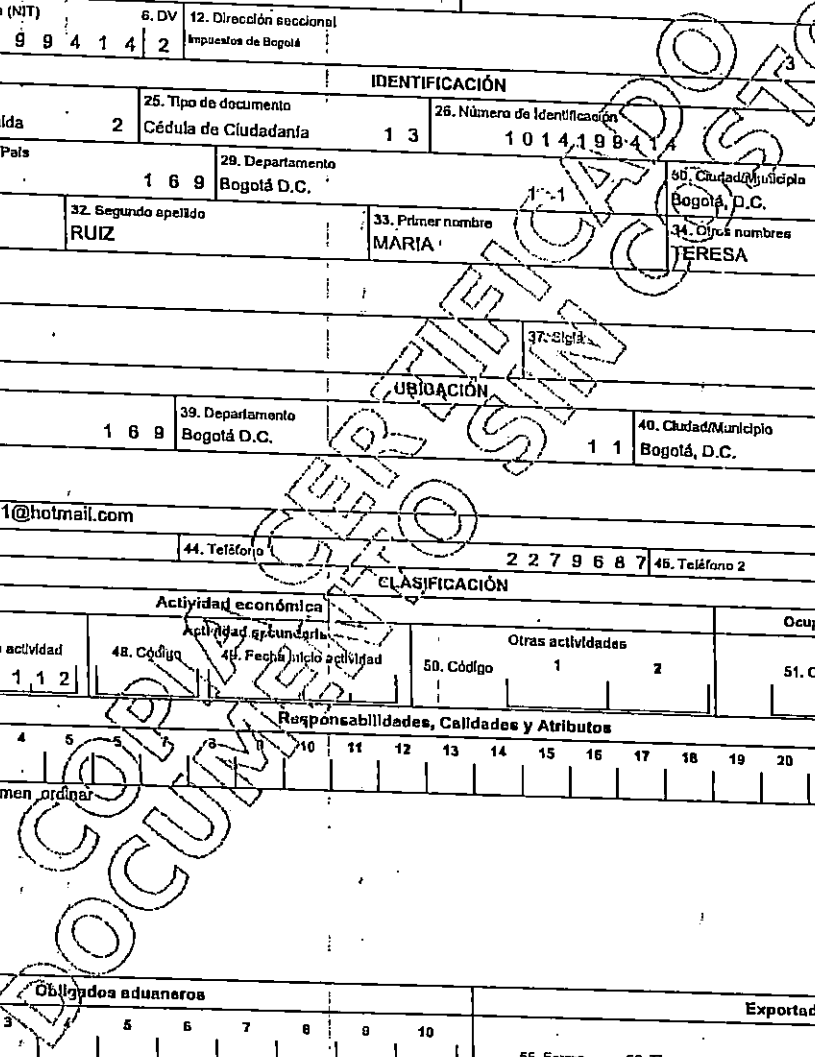 (NIT) 6. DV 12. Dirección seccional
9 9 4 1 4 2 Impuestos de Bogotá
3
IDENTIFICACIÓN
25. Tipo de documento 26. Número de Identificación
ida 2 Cédula de Ciudadanía 1 3 1 0 1 4 1 9 9 4 1 4
País 29. Departamento 30. Ciudad/Municipio
1 6 9 Bogotá D.C. 1 1 Bogotá, D.C.
32. Segundo apellido 33. Primer nombre 34. Otros nombres
RUIZ MARIA TERESA
37. Sigla
UBICACIÓN
39. Departamento 40. Ciudad/Municipio
1 6 9 Bogotá D.C. 1 1 Bogotá, D.C.
1@hotmail.com
44. Teléfono 2 2 7 9 6 8 7 45. Teléfono 2
CLASIFICACIÓN
Actividad económica Ocup
Actividad secundaria Otras actividades
actividad 48. Código 49. Fecha inicio actividad 50. Código 1 2 51. C
1 1 2
Responsabilidades, Calidades y Atributos
4 5 6 7 8 9 10 11 12 13 14 15 16 17 18 19 20
men ordinar
Obligados aduaneros Exportad
3 4 5 6 7 8 9 10
COPIA CERTIFICADO
DOCUMENTO SIN COSTO